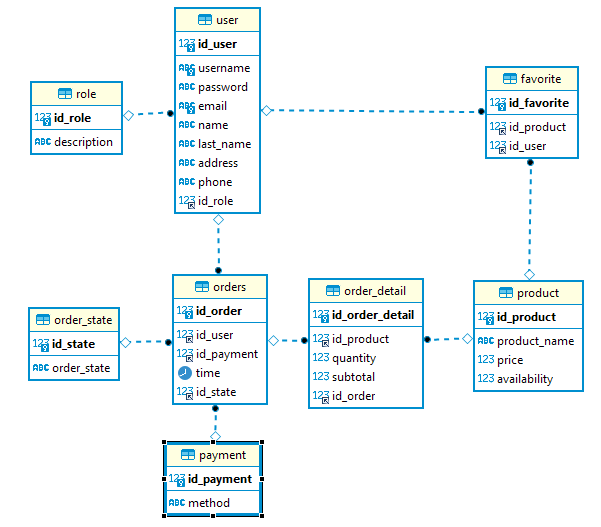 user
123 id_user
ABC username
ABC password
ABC email
ABC name
ABC last_name
ABC address
ABC phone
123 id_role
role
123 id_role
ABC description
favorite
123 id_favorite
123 id_product
123 id_user
orders
123 id_order
123 id_user
123 id_payment
time
123 id_state
order_detail
123 id_order_detail
123 id_product
123 quantity
123 subtotal
123 id_order
product
123 id_product
ABC product_name
123 price
123 availability
order_state
123 id_state
ABC order_state
payment
123 id_payment
ABC method